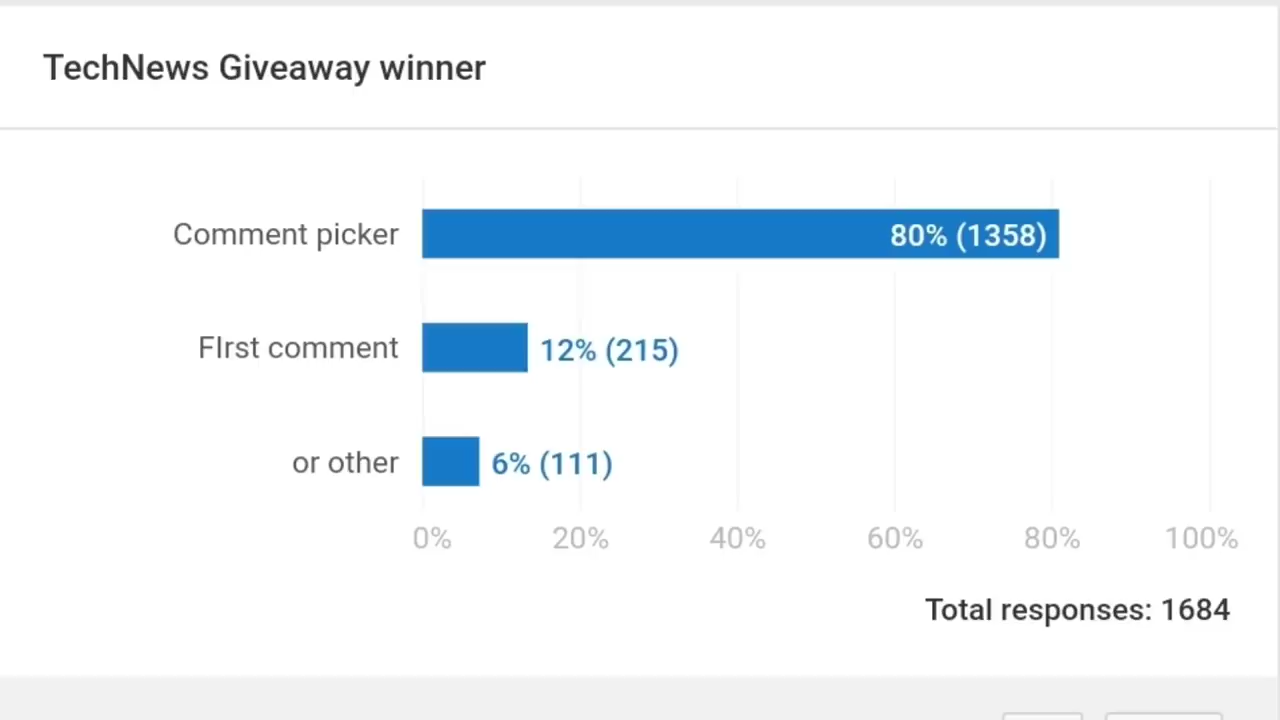 TechNews Giveaway winner
Comment picker 80% (1358)
FIrst comment 12% (215)
or other 6% (111)
0% 20% 40% 60% 80% 100%
Total responses: 1684